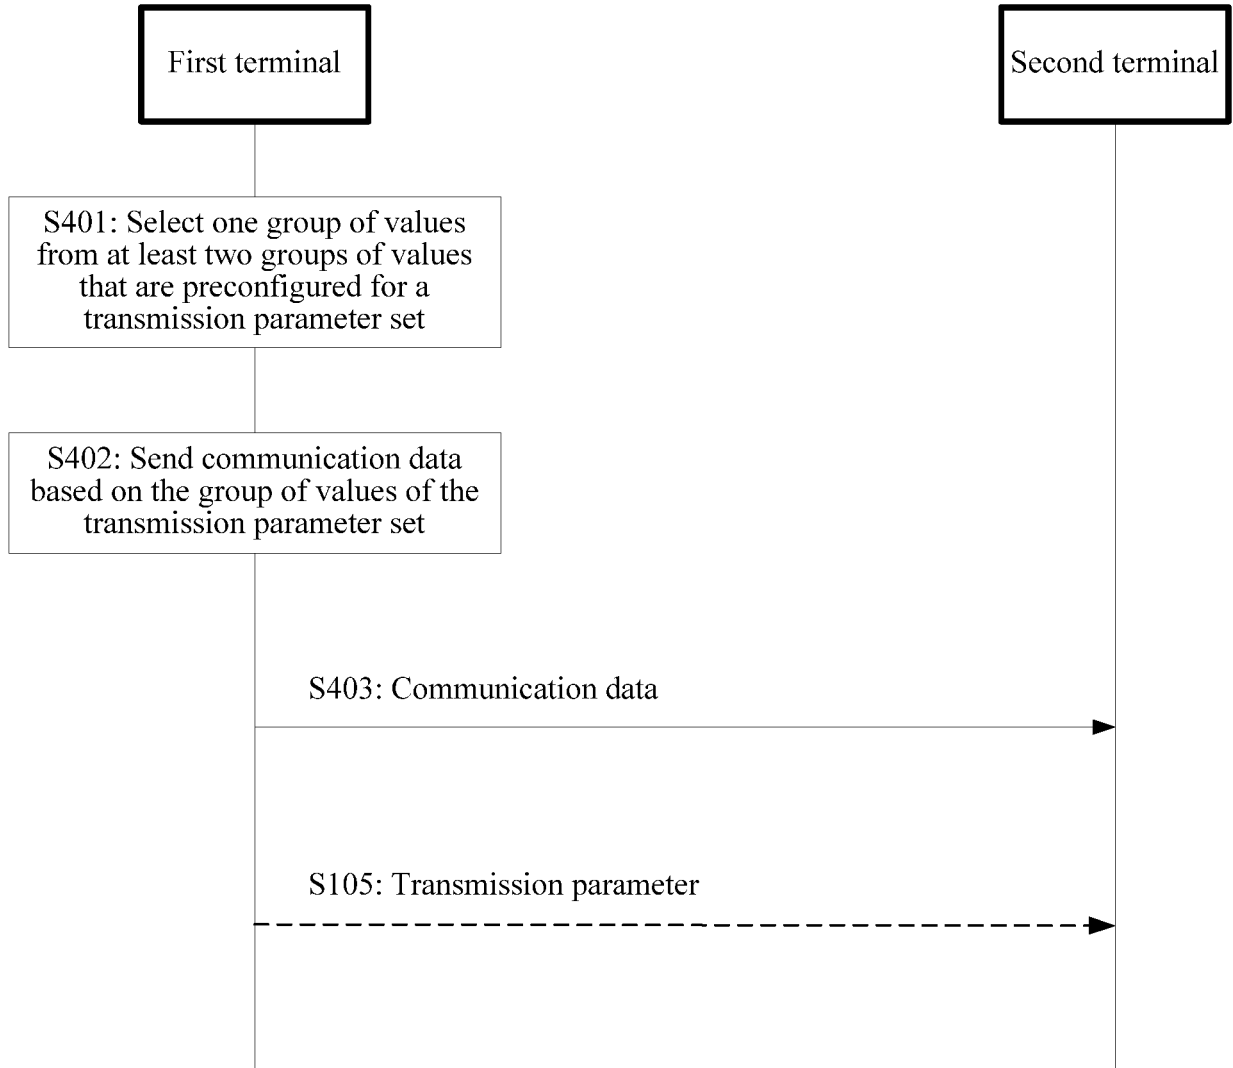 First terminal
Second terminal
S401: Select one group of values
from at least two groups of values
that are preconfigured for a
transmission parameter set
S402: Send communication data
based on the group of values of the
transmission parameter set
S403: Communication data
S105: Transmission parameter